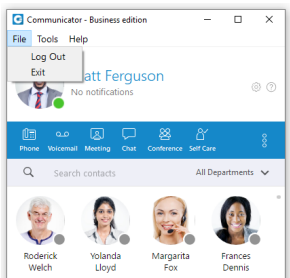 Communicator - Business edition
File Tools Help
Log Out
Exit
att Ferguson
No notifications
Phone Voicemail Meeting Chat Conference Self Care
Search contacts All Departments
Roderick Welch
Yolanda Lloyd
Margarita Fox
Frances Dennis